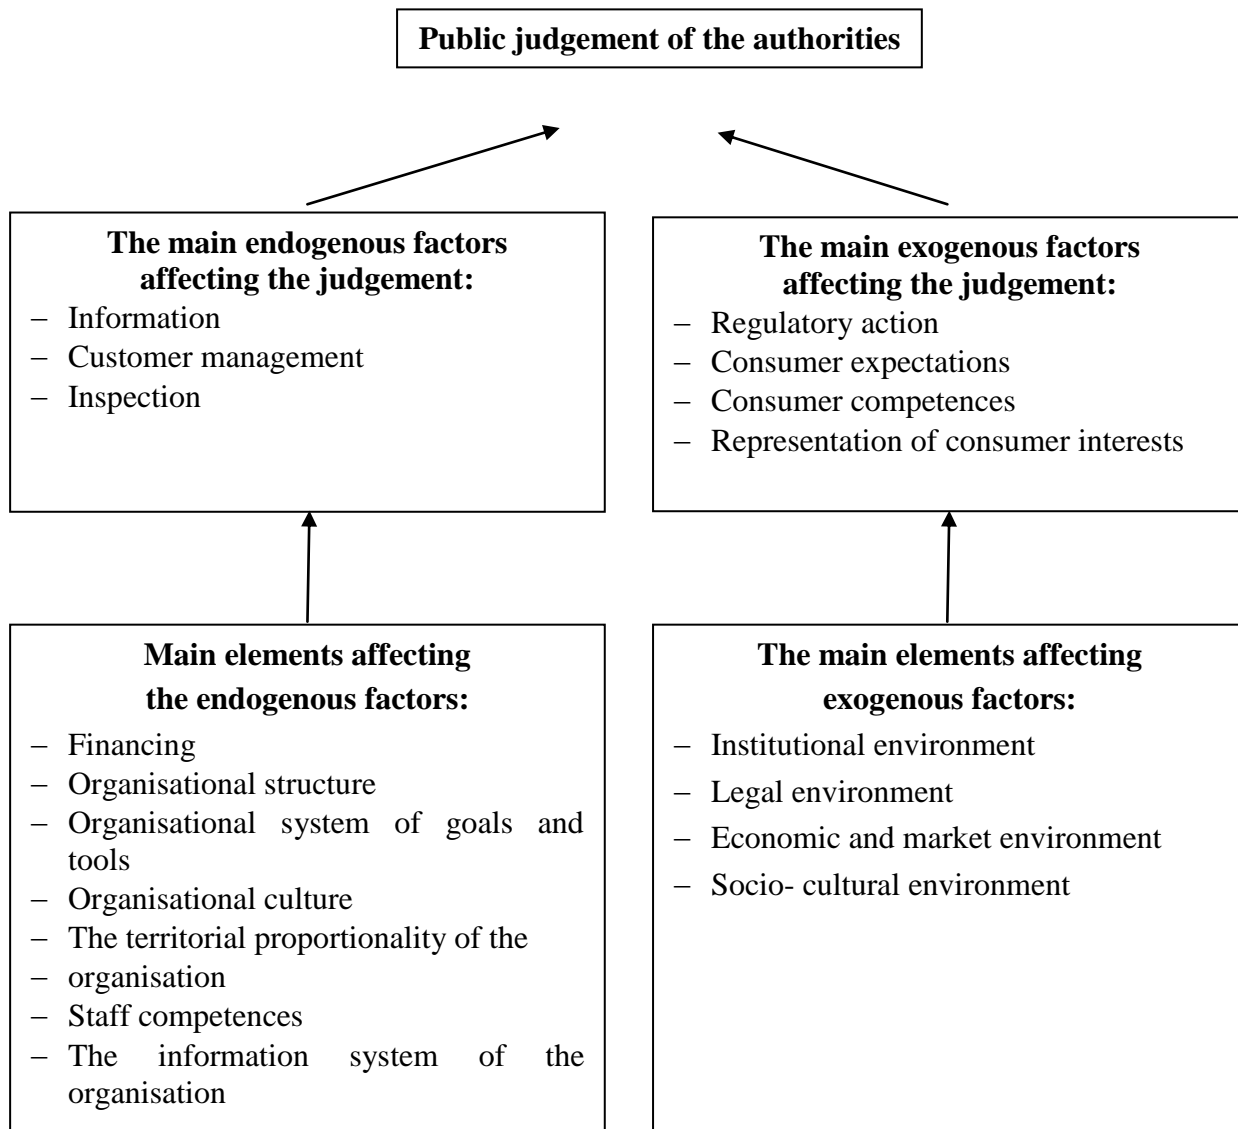 Public judgement of the authorities
The main endogenous factors
affecting the judgement:
– Information
– Customer management
– Inspection
The main exogenous factors
affecting the judgement:
– Regulatory action
– Consumer expectations
– Consumer competences
– Representation of consumer interests
Main elements affecting
the endogenous factors:
– Financing
– Organisational structure
– Organisational system of goals and
tools
– Organisational culture
– The territorial proportionality of the
– organisation
– Staff competences
– The information system of the
organisation
The main elements affecting
exogenous factors:
– Institutional environment
– Legal environment
– Economic and market environment
– Socio- cultural environment